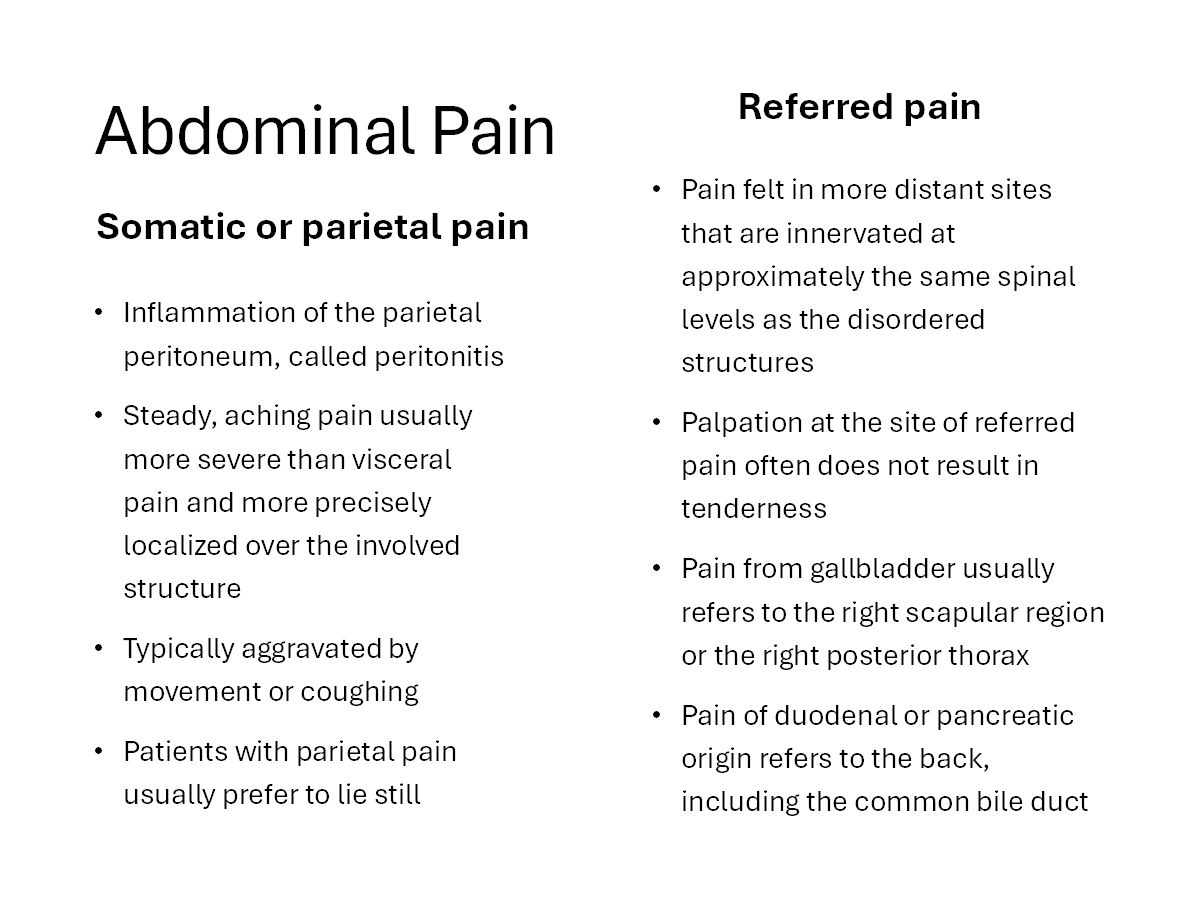 Abdominal Pain
Somatic or parietal pain
• Inflammation of the parietal
peritoneum, called peritonitis
• Steady, aching pain usually
more severe than visceral
pain and more precisely
localized over the involved
structure
• Typically aggravated by
movement or coughing
• Patients with parietal pain
usually prefer to lie still
Referred pain
• Pain felt in more distant sites
that are innervated at
approximately the same spinal
levels as the disordered
structures
• Palpation at the site of referred
pain often does not result in
tenderness
• Pain from gallbladder usually
refers to the right scapular region
or the right posterior thorax
• Pain of duodenal or pancreatic
origin refers to the back,
including the common bile duct